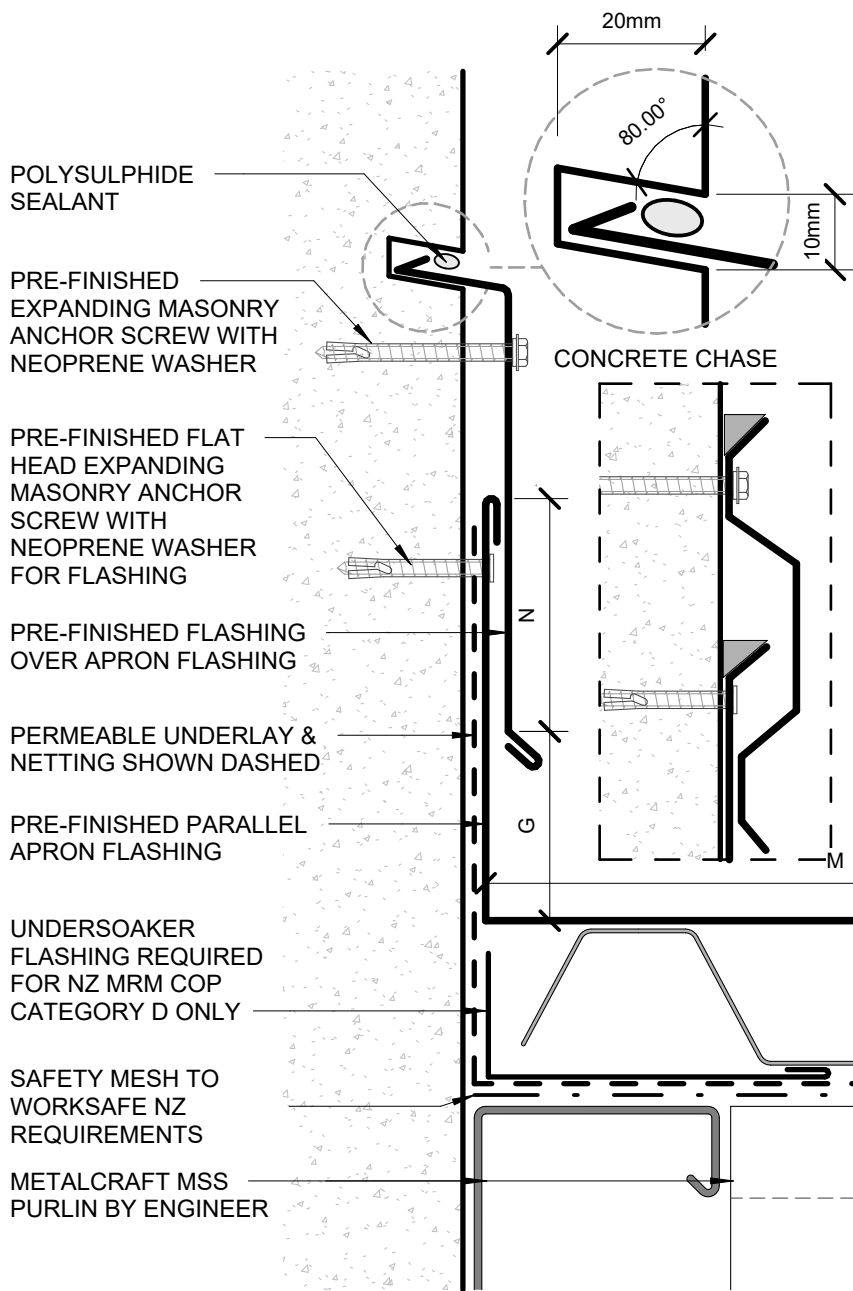 20mm
80.00°
10mm
POLYSULPHIDE
SEALANT
PRE-FINISHED
EXPANDING MASONRY
ANCHOR SCREW WITH
NEOPRENE WASHER
CONCRETE CHASE
PRE-FINISHED FLAT
HEAD EXPANDING
MASONRY ANCHOR
SCREW WITH
NEOPRENE WASHER
FOR FLASHING
N
PRE-FINISHED FLASHING
OVER APRON FLASHING
PERMEABLE UNDERLAY &
NETTING SHOWN DASHED
G
PRE-FINISHED PARALLEL
APRON FLASHING
M
UNDERSOAKER
FLASHING REQUIRED
FOR NZ MRM COP
CATEGORY D ONLY
SAFETY MESH TO
WORKSAFE NZ
REQUIREMENTS
METALCRAFT MSS
PURLIN BY ENGINEER